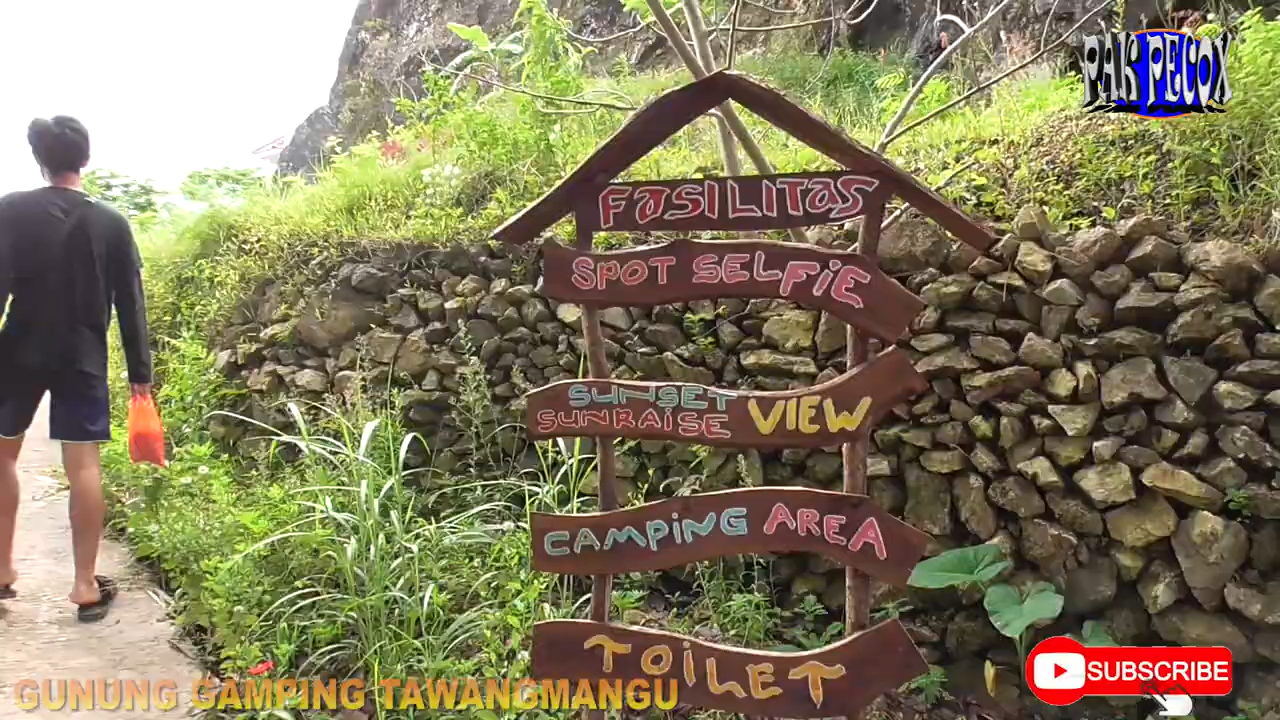 PAK PECOX
FASILITAS
SPOT SELFIE
SUNSET
SUNRAISE VIEW
CAMPING AREA
TOILET
GUNUNG GAMPING TAWANGMANGU
SUBSCRIBE